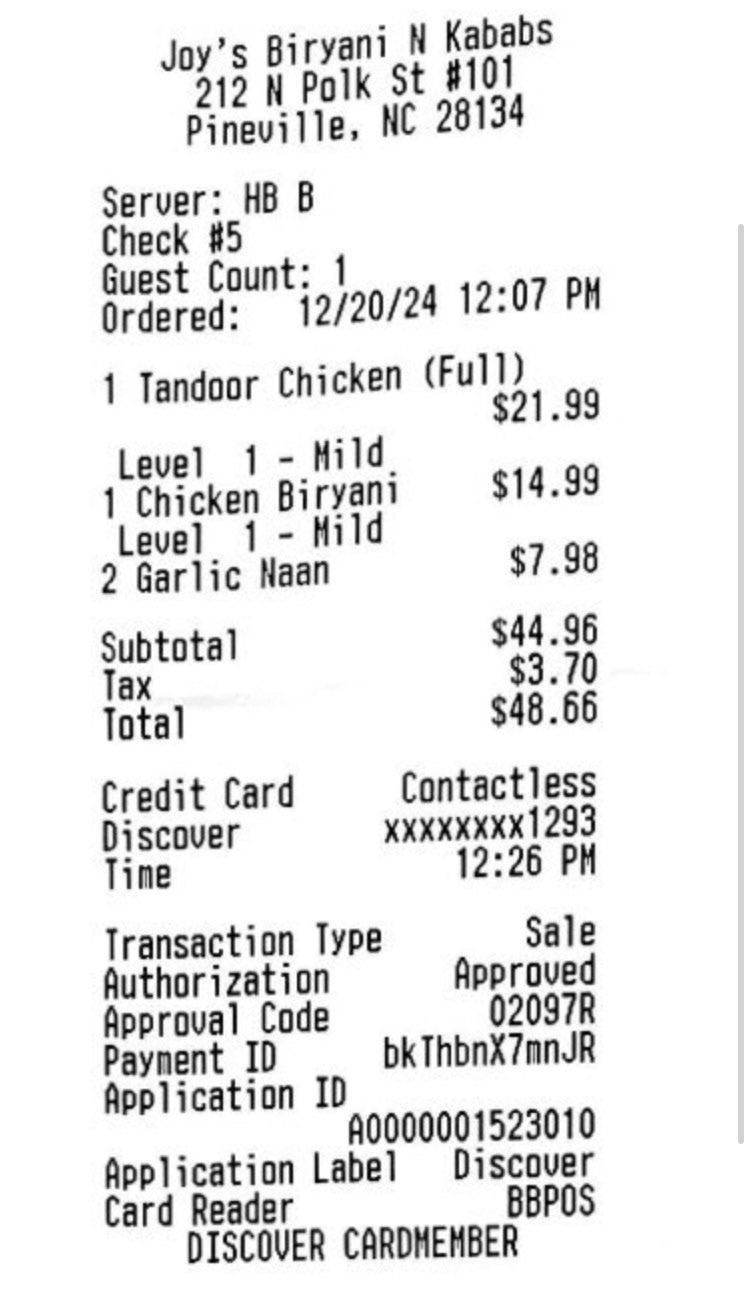 Joy's Biryani N Kababs
212 N Polk St #101
Pineville, NC 28134
Server: HB B
Check #5
Guest Count: 1
Ordered: 12/20/24 12:07 PM
1 Tandoor Chicken (Full)
$21.99
Level 1 - Mild
1 Chicken Biryani $14.99
Level 1 - Mild
2 Garlic Naan $7.98
Subtotal $44.96
Tax $3.70
Total $48.66
Credit Card Contactless
Discover xxxxxxxx1293
Time 12:26 PM
Transaction Type Sale
Authorization Approved
Approval Code 02097R
Payment ID bkThbnX7mnJR
Application ID
A0000001523010
Application Label Discover
Card Reader BBPOS
DISCOVER CARDMEMBER